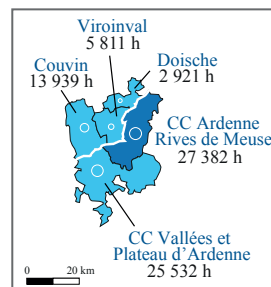 Viroinval
5 811 h
Doische
2 921 h
Couvin
13 939 h
CC Ardenne
Rives de Meuse
27 382 h
CC Vallées et
Plateau d'Ardenne
25 532 h
0
20 km